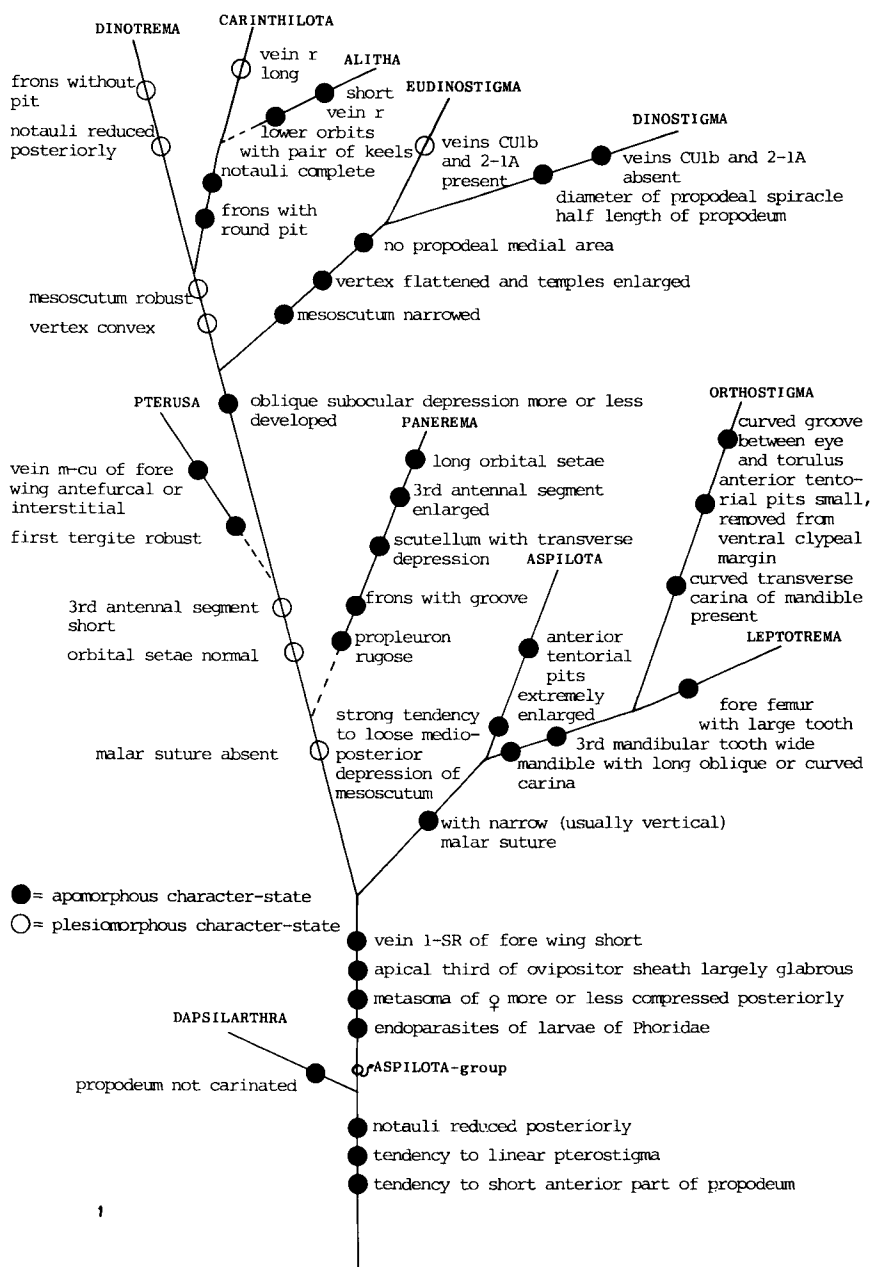 DINOTREMA
CARINTHILOTA
vein r
long
ALITHA
frons without
pit
short
vein r
EUDINOSTIGMA
notauli reduced
posteriorly
lower orbits
with pair of keels
veins CU1b
and 2-1A
present
DINOSTIGMA
veins CU1b and 2-1A
absent
notauli complete
diameter of propodeal spiracle
half length of propodeum
frons with
round pit
no propodeal medial area
mesoscutum robust
vertex flattened and temples enlarged
vertex convex
mesoscutum narrowed
oblique subocular depression more or less
developed
PTERUSA
PANEREMA
ORTHOSTIGMA
curved groove
between eye
and torulus
vein m-cu of fore
wing antefurcal or
interstitial
long orbital setae
3rd antennal segment
enlarged
anterior tento-
rial pits small,
removed from
ventral clypeal
margin
first tergite robust
scutellum with transverse
depression
ASPILOTA
curved transverse
carina of mandible
present
3rd antennal segment
short
frons with groove
LEPTOTREMA
orbital setae normal
propleuron
rugose
anterior
tentorial
pits
extremely
enlarged
fore femur
with large tooth
malar suture absent
strong tendency
to loose medio-
posterior
depression of
mesoscutum
3rd mandibular tooth wide
mandible with long oblique or curved
carina
with narrow (usually vertical)
malar suture
= apomorphous character-state
= plesiomorphous character-state
vein 1-SR of fore wing short
apical third of ovipositor sheath largely glabrous
metasoma of ♀ more or less compressed posteriorly
endoparasites of larvae of Phoridae
DAPSILARTHRA
ASPILOTA-group
propodeum not carinated
notauli reduced posteriorly
tendency to linear pterostigma
tendency to short anterior part of propodeum
1